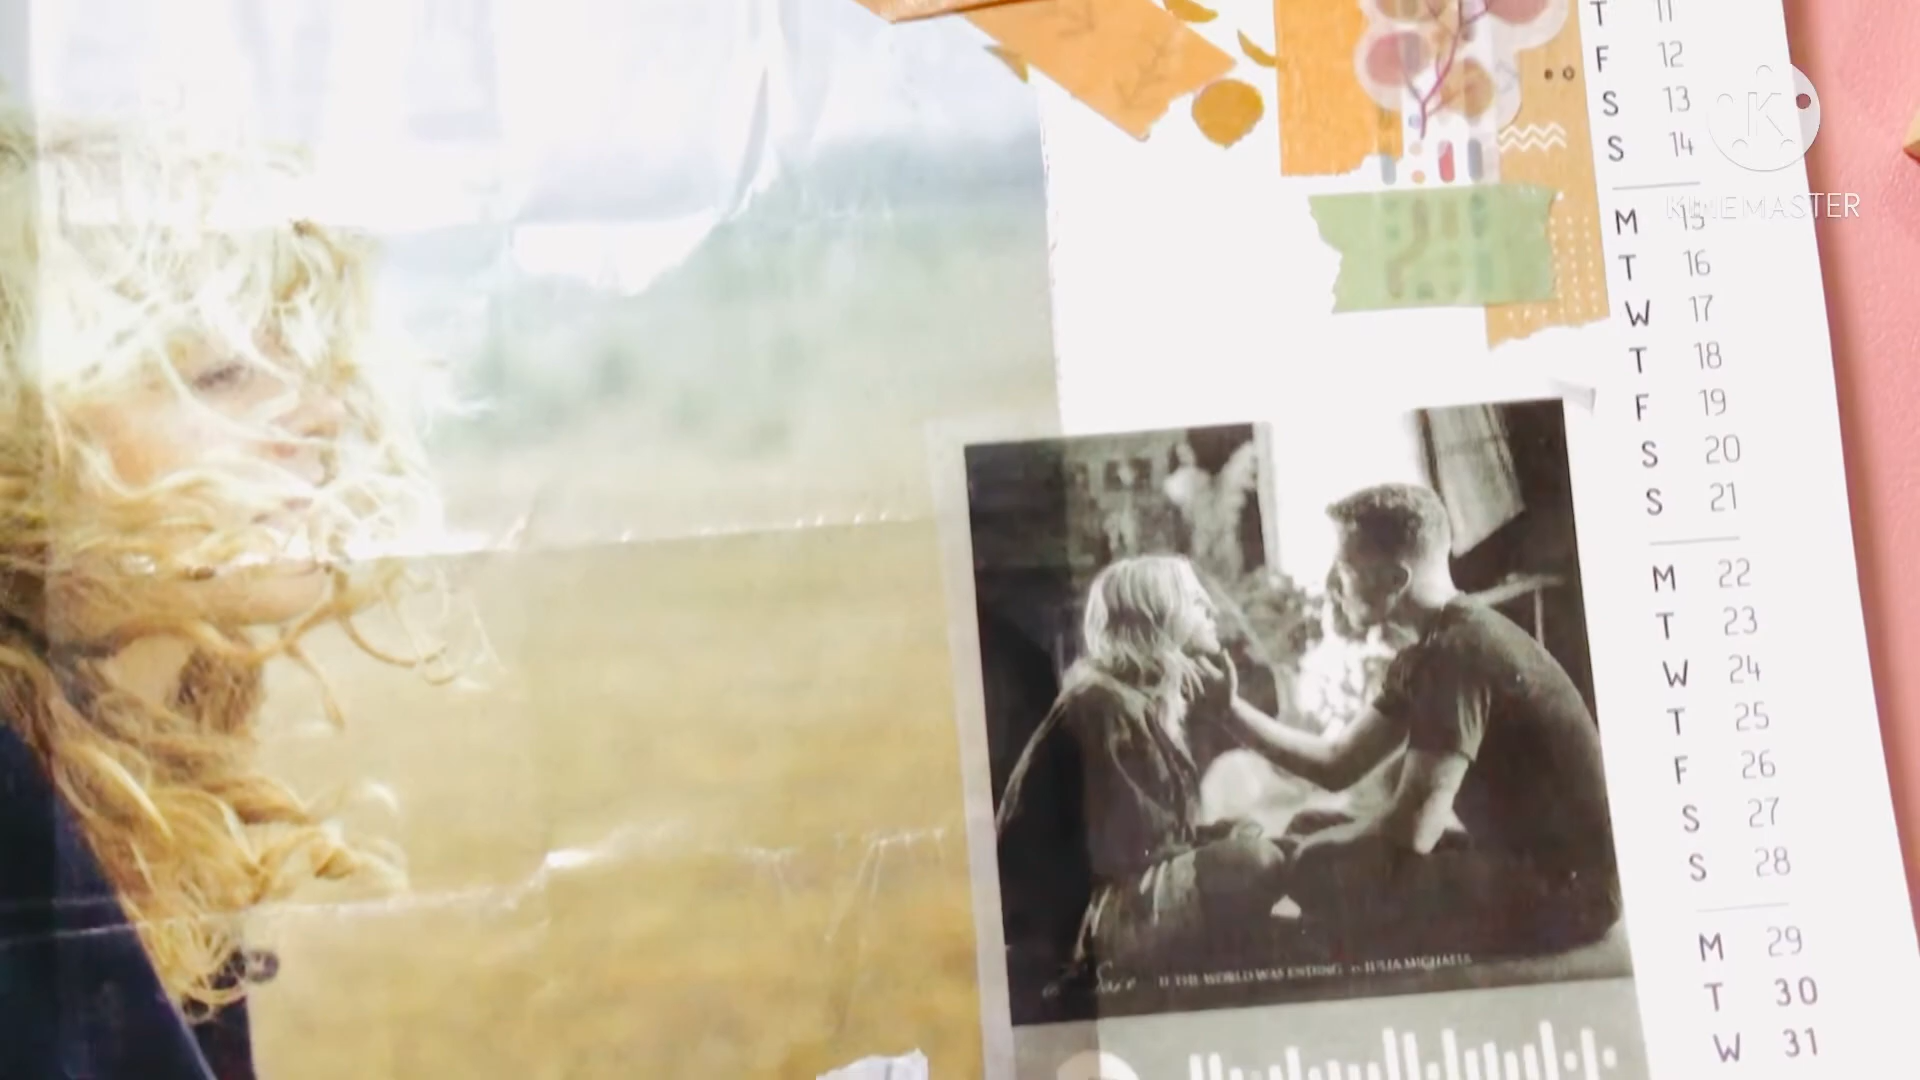 T 11
F 12
S 13
S 14
M 15
T 16
W 17
T 18
F 19
S 20
S 21
M 22
T 23
W 24
T 25
F 26
S 27
S 28
M 29
T 30
W 31
K
KINEMASTER
IF THE WORLD WAS ENDING JULIA MICHAELS